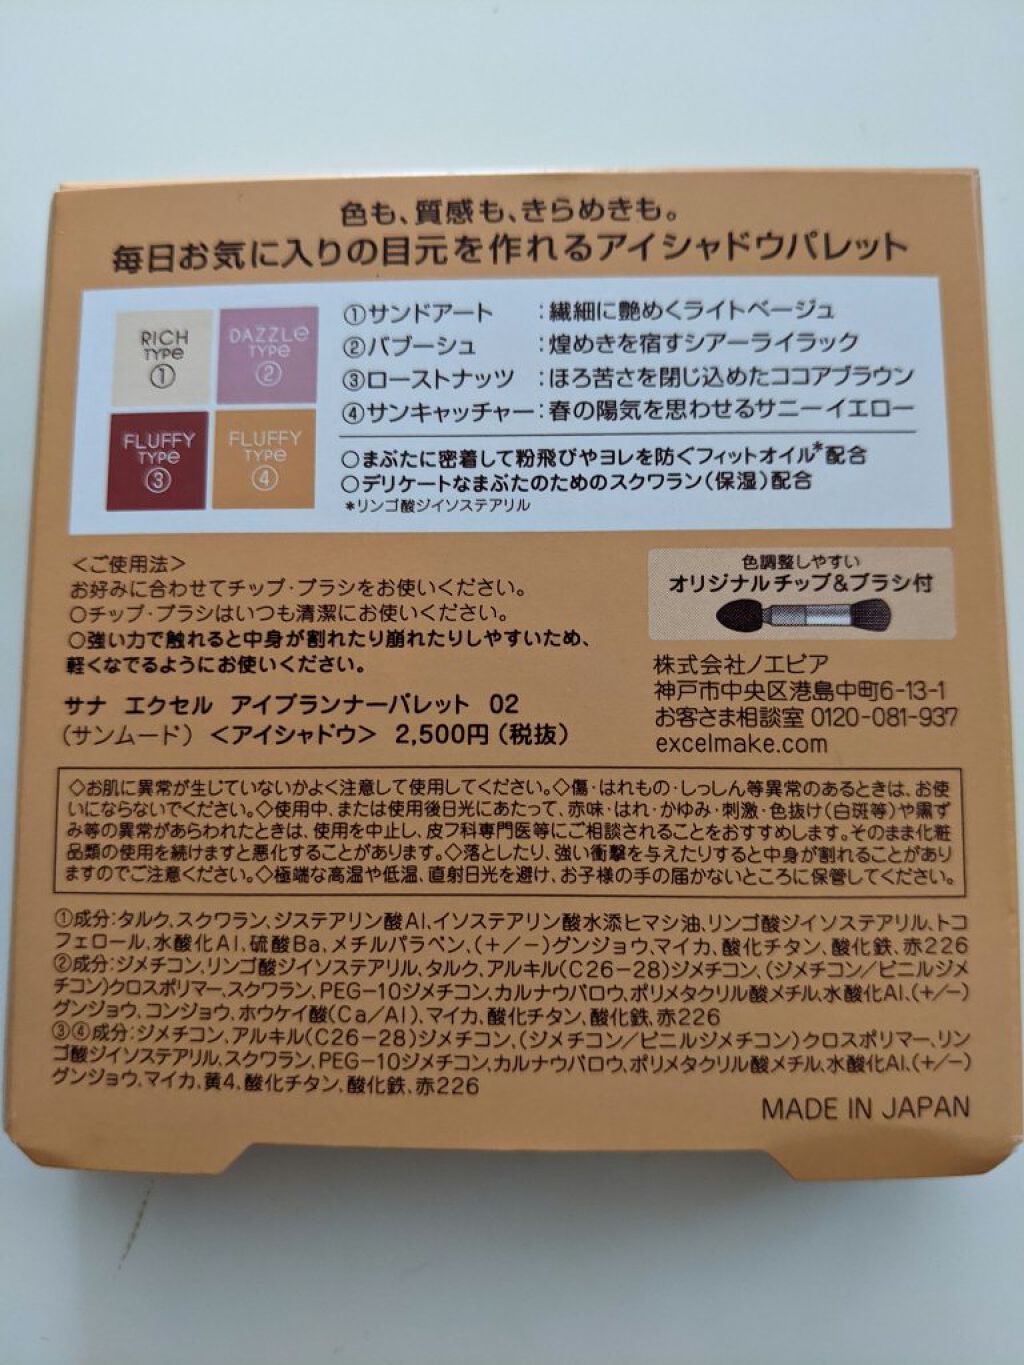 色も、質感も、きらめきも。
毎日お気に入りの目元を作れるアイシャドウパレット
RICH
TYPe
①
DAZZLe
TYPe
②
FLUFFY
TYPe
③
FLUFFY
TYPe
④
①サンドアート　：繊細に艶めくライトベージュ
②バブーシュ　：煌めきを宿すシアーライラック
③ローストナッツ　：ほろ苦さを閉じ込めたココアブラウン
④サンキャッチャー：春の陽気を思わせるサニーイエロー
○まぶたに密着して粉飛びやヨレを防ぐフィットオイル*配合
○デリケートなまぶたのためのスクワラン（保湿）配合
*リンゴ酸ジイソステアリル
＜ご使用法＞
お好みに合わせてチップ・ブラシをお使いください。
○チップ・ブラシはいつも清潔にお使いください。
○強い力で触れると中身が割れたり崩れたりしやすいため、
軽くなでるようにお使いください。
サナ エクセル アイプランナーパレット 02
（サンムード）＜アイシャドウ＞ 2,500円（税抜）
色調整しやすい
オリジナルチップ&ブラシ付
株式会社ノエビア
神戸市中央区港島中町6-13-1
お客さま相談室 0120-081-937
excelmake.com
◇お肌に異常が生じていないかよく注意して使用してください。◇傷・はれもの・しっしん等異常のあるときは、お使
いにならないでください。◇使用中、または使用後日光にあたって、赤味・はれ・かゆみ・刺激・色抜け（白斑等）や黒ず
み等の異常があらわれたときは、使用を中止し、皮フ科専門医等にご相談されることをおすすめします。そのまま化粧
品類の使用を続けますと悪化することがあります。◇落としたり、強い衝撃を与えたりすると中身が割れることがあり
ますのでご注意ください。◇極端な高温や低温、直射日光を避け、お子様の手の届かないところに保管してください。
①成分：タルク、スクワラン、ジステアリン酸Al、イソステアリン酸水添ヒマシ油、リンゴ酸ジイソステアリル、トコ
フェロール、水酸化Al、硫酸Ba、メチルパラベン、（+／−）グンジョウ、マイカ、酸化チタン、酸化鉄、赤226
②成分：ジメチコン、リンゴ酸ジイソステアリル、タルク、アルキル（C26−28）ジメチコン、（ジメチコン／ビニルジメ
チコン）クロスポリマー、スクワラン、PEG−10ジメチコン、カルナウバロウ、ポリメタクリル酸メチル、水酸化Al、（+/−）
グンジョウ、コンジョウ、ホウケイ酸（Ca／Al）、マイカ、酸化チタン、酸化鉄、赤226
③④成分：ジメチコン、アルキル（C26−28）ジメチコン、（ジメチコン／ビニルジメチコン）クロスポリマー、リン
ゴ酸ジイソステアリル、スクワラン、PEG−10ジメチコン、カルナウバロウ、ポリメタクリル酸メチル、水酸化Al、（+/−）
グンジョウ、マイカ、黄4、酸化チタン、酸化鉄、赤226
MADE IN JAPAN